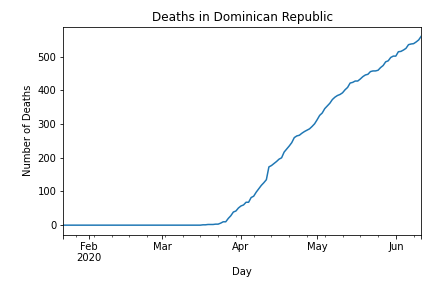 Deaths in Dominican Republic
Number of Deaths
500
400
300
200
100
0
Feb
2020
Mar
Apr
May
Jun
Day